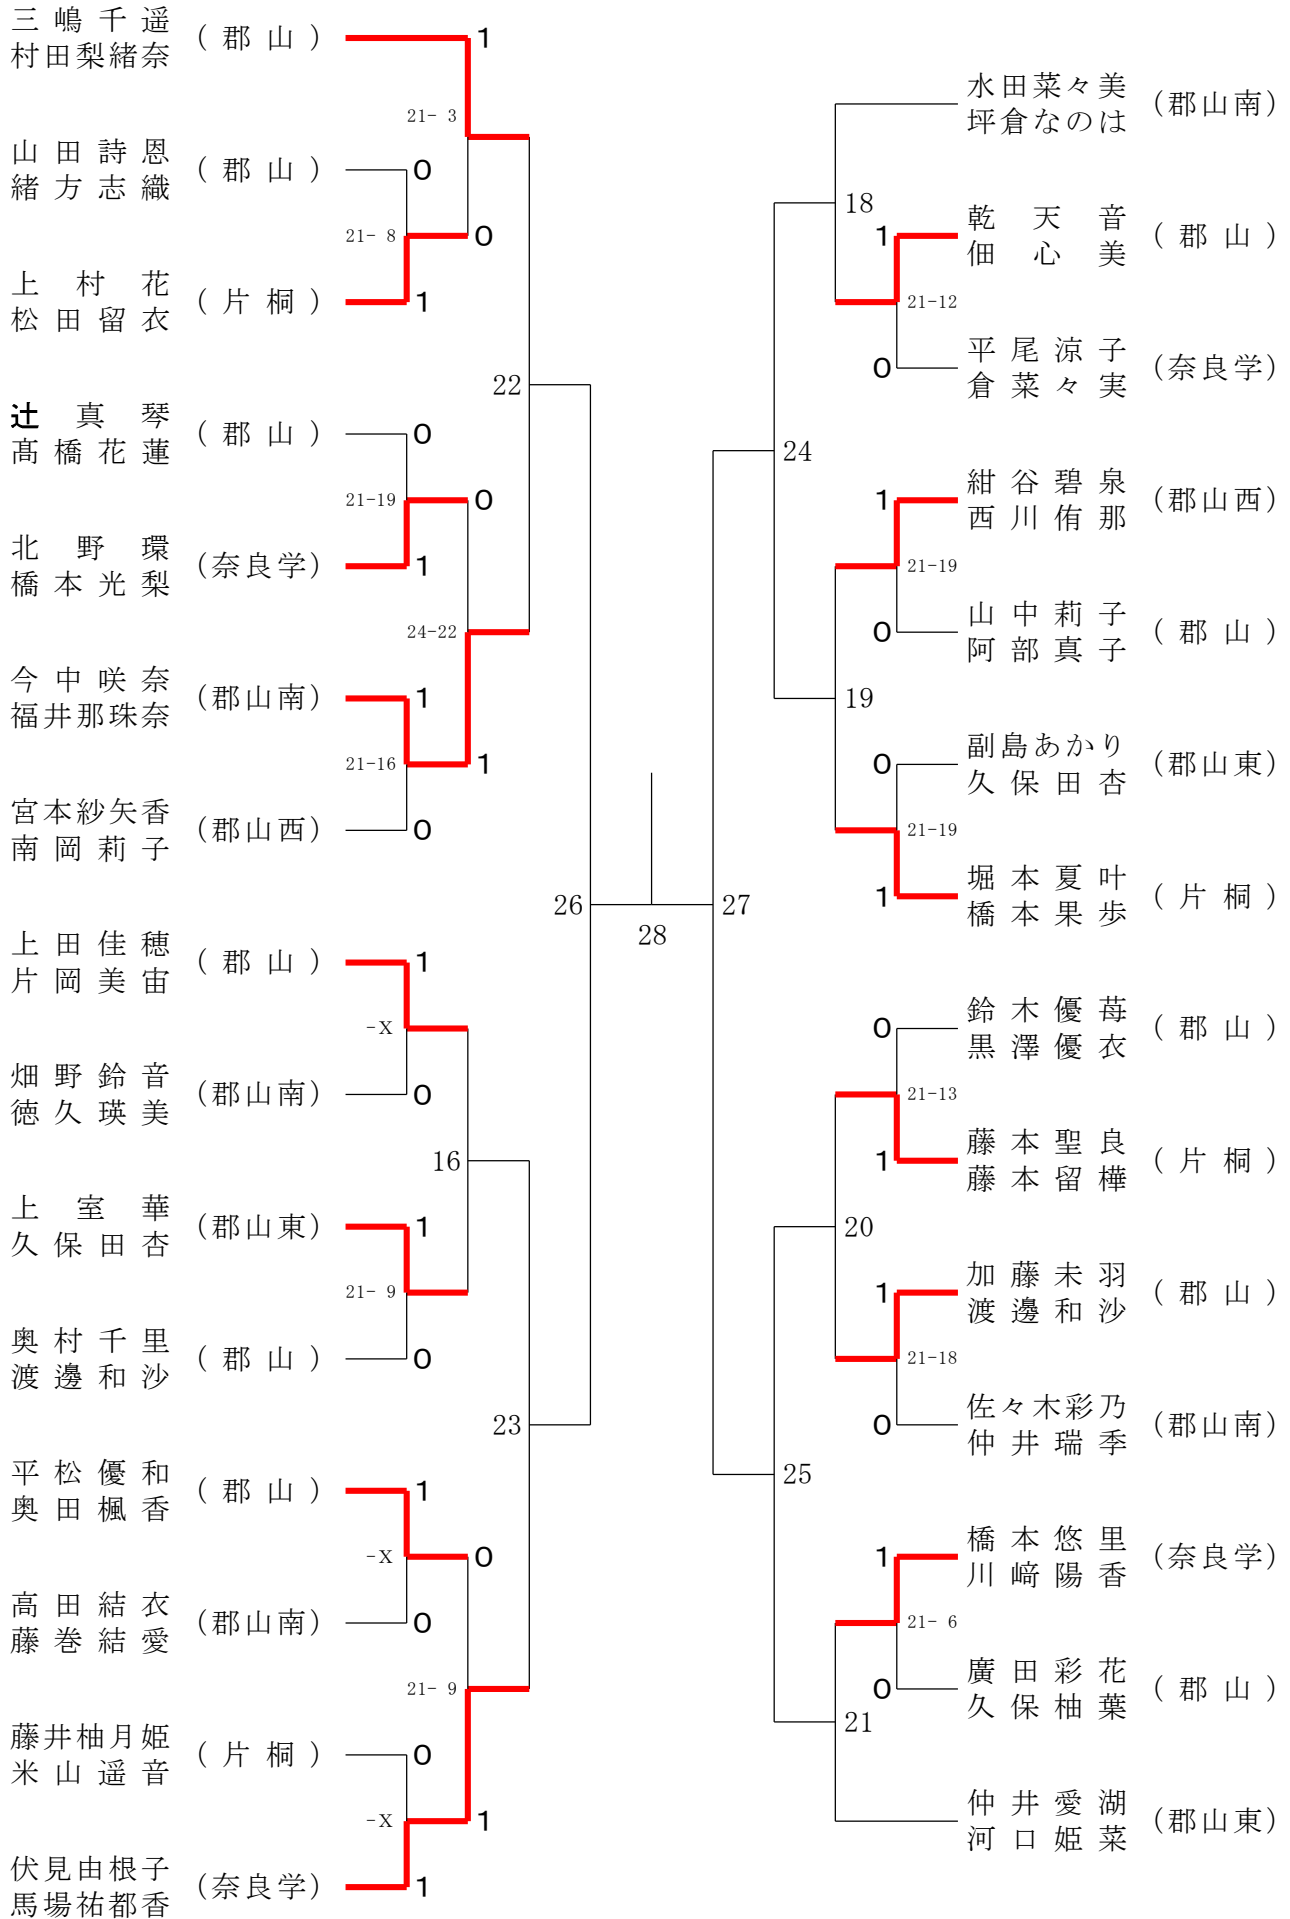 三嶋千遥
村田梨緒奈
(郡山)
1
21- 3
山田詩恩
緒方志織
(郡山)
0
21- 8
0
上村花
松田留衣
(片桐)
1
22
辻真琴
髙橋花蓮
(郡山)
0
21-19
0
北野環
橋本光梨
(奈良学)
1
24-22
今中咲奈
福井那珠奈
(郡山南)
1
21-16
1
宮本紗矢香
南岡莉子
(郡山西)
0
26
上田佳穂
片岡美宙
(郡山)
1
-X
畑野鈴音
徳久瑛美
(郡山南)
0
16
上室華
久保田杏
(郡山東)
1
21- 9
奥村千里
渡邊和沙
(郡山)
0
23
平松優和
奥田楓香
(郡山)
1
-X
0
高田結衣
藤巻結愛
(郡山南)
0
21- 9
藤井柚月姫
米山遥音
(片桐)
0
-X
1
伏見由根子
馬場祐都香
(奈良学)
1
28
27
水田菜々美
坪倉なのは
(郡山南)
18
乾天音
佃心美
(郡山)
1
21-12
平尾涼子
倉菜々実
(奈良学)
0
24
紺谷碧泉
西川侑那
(郡山西)
1
21-19
山中莉子
阿部真子
(郡山)
0
19
副島あかり
久保田杏
(郡山東)
0
21-19
堀本夏叶
橋本果歩
(片桐)
1
鈴木優苺
黒澤優衣
(郡山)
0
21-13
藤本聖良
藤本留樺
(片桐)
1
20
加藤未羽
渡邊和沙
(郡山)
1
21-18
佐々木彩乃
仲井瑞季
(郡山南)
0
25
橋本悠里
川﨑陽香
(奈良学)
1
21- 6
廣田彩花
久保柚葉
(郡山)
0
21
仲井愛湖
河口姫菜
(郡山東)